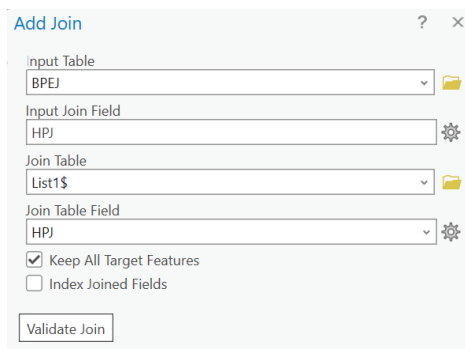 Add Join ? ×
Input Table
BPEJ
Input Join Field
HPJ
Join Table
List1$
Join Table Field
HPJ
Keep All Target Features
Index Joined Fields
Validate Join